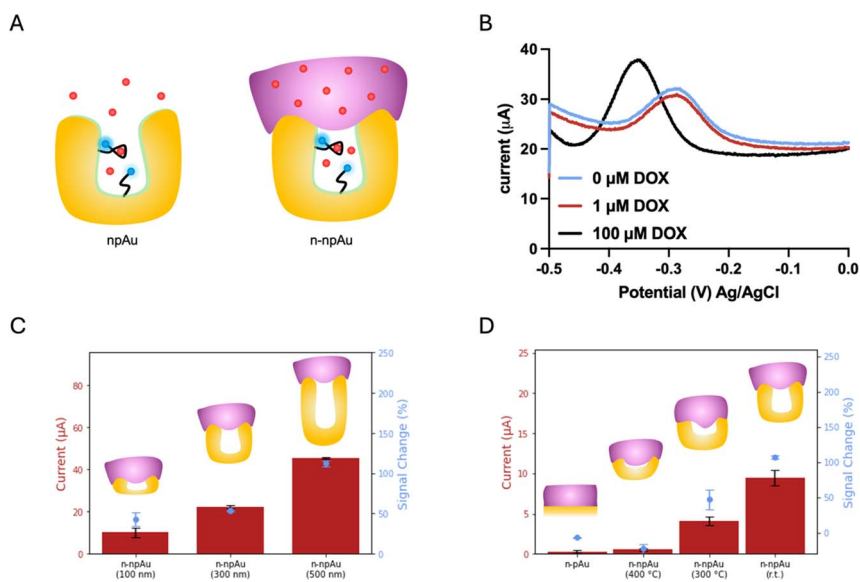 A
npAu
n-npAu
B
40
30
20
10
0
current (µA)
0 µM DOX
1 µM DOX
100 µM DOX
-0.5
-0.4
-0.3
-0.2
-0.1
0.0
Potential (V) Ag/AgCl
C
Current (µA)
80
60
40
20
0
250
200
150
100
50
0
Signal Change (%)
n-npAu
(100 nm)
n-npAu
(300 nm)
n-npAu
(500 nm)
D
Current (µA)
25
20
15
10
5
0
250
200
150
100
50
0
Signal Change (%)
n-pAu
n-npAu
(400 °C)
n-npAu
(300 °C)
n-npAu
(r.t.)